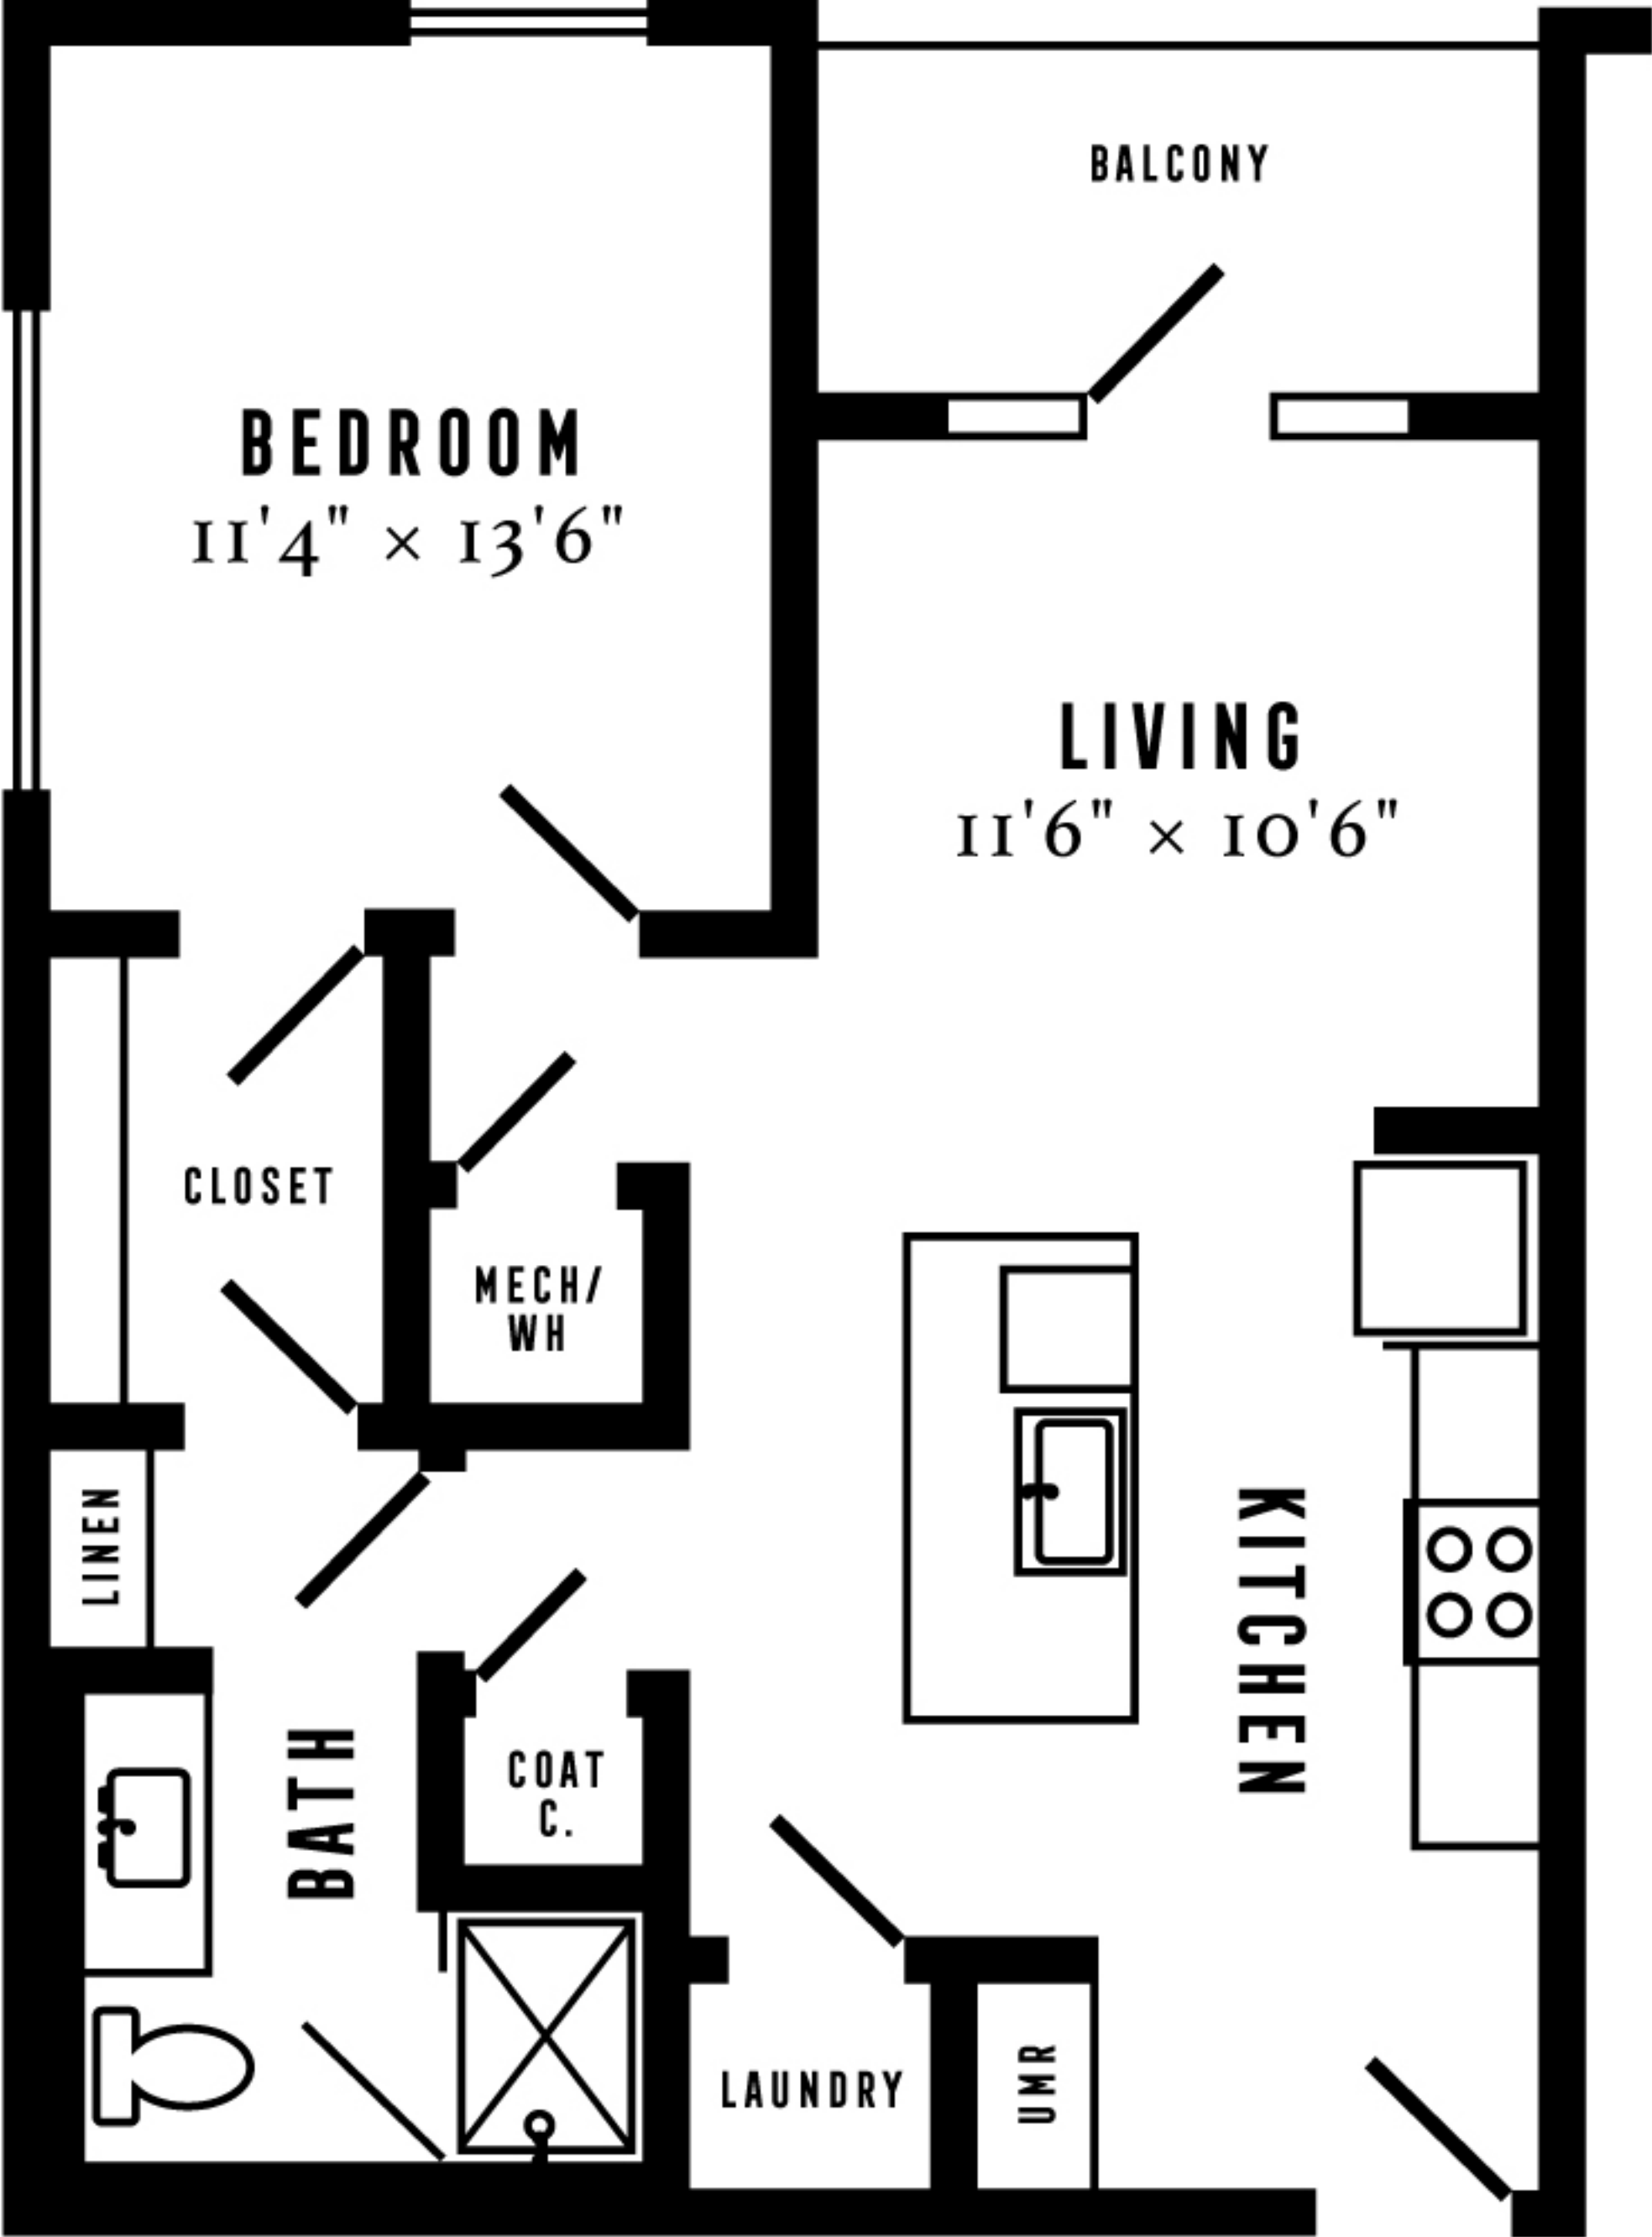 BALCONY
BEDROOM
11'4" × 13'6"
LIVING
11'6" × 10'6"
CLOSET
MECH/
WH
LINEN
KITCHEN
BATH
COAT
C.
LAUNDRY
UMR